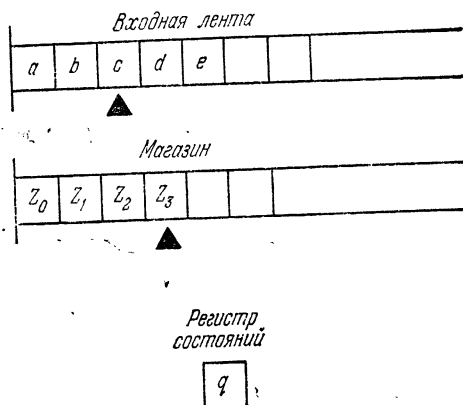 Входная лента
a b c d e
Магазин
Z₀ Z₁ Z₂ Z₃
Регистр
состояний
q